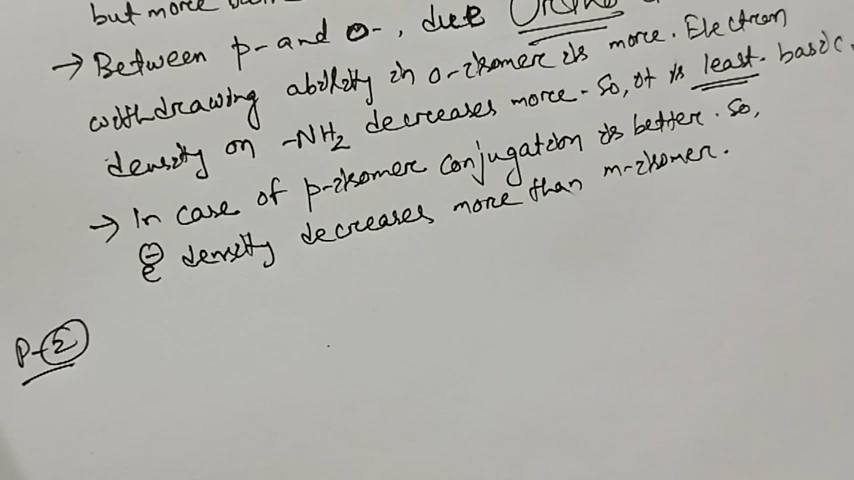 but more
→ Between p- and o-, due Ortho
withdrawing ability in o-isomer is more. Electron
density on -NH2 decreases more. So, it is least basic.
→ In case of p-isomer conjugation is better. So,
e⊖ density decreases more than m-isomer.
P-2